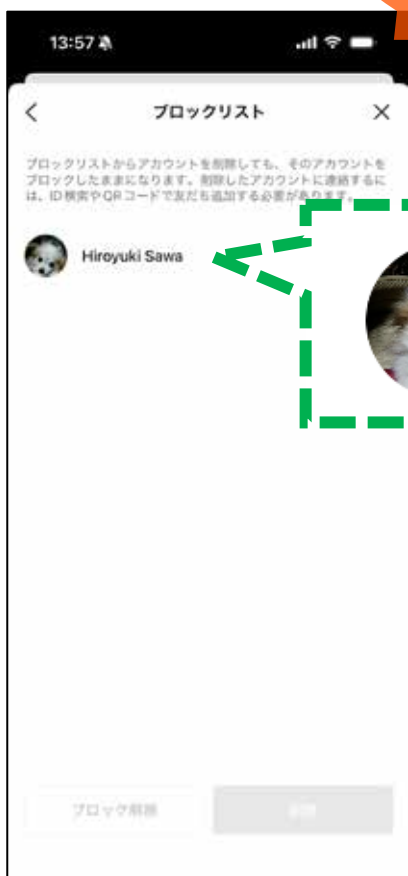 13:57
ブロックリスト
ブロックリストからアカウントを削除しても、そのアカウントを
ブロックしたままになります。削除したアカウントに連絡するに
は、ID検索やQRコードで友だち追加する必要があります。
Hiroyuki Sawa
ブロック解除
削除